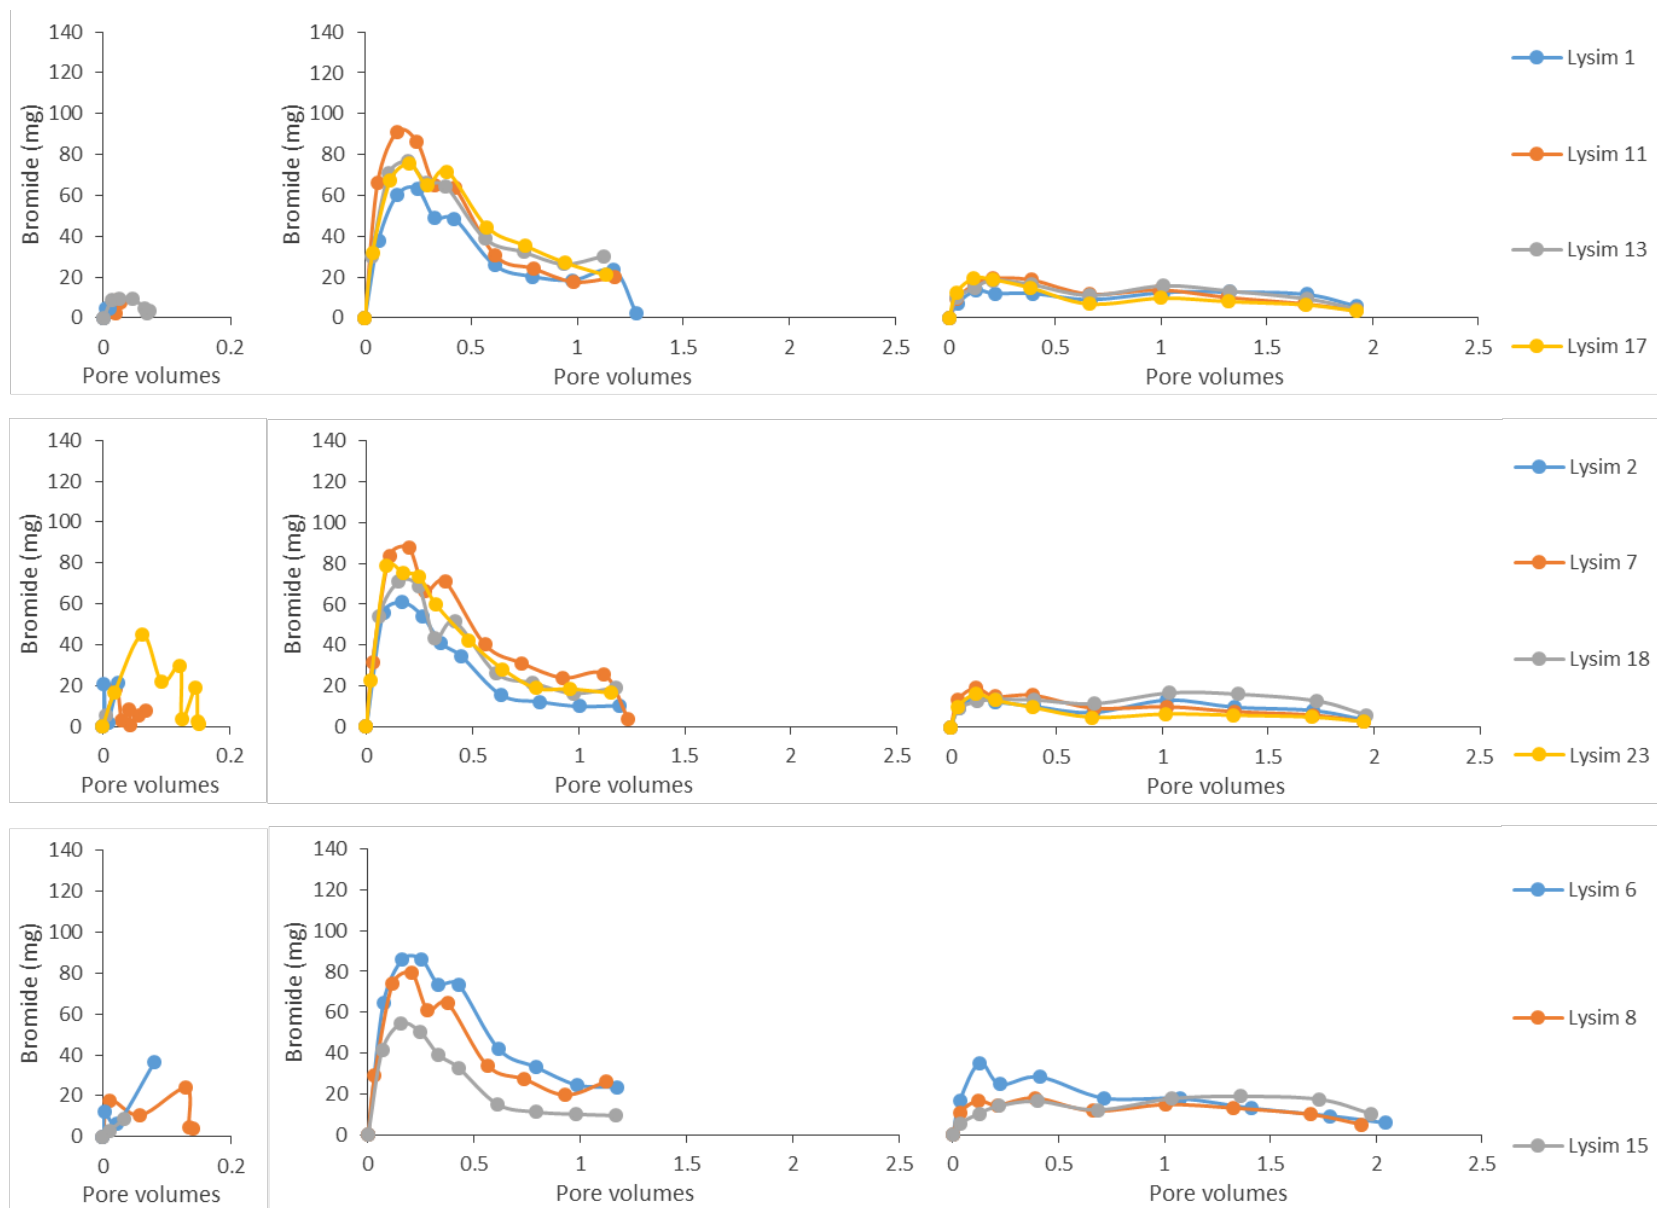 140
120
100
80
60
40
20
0
Bromide (mg)
0 0.2
Pore volumes
140
120
100
80
60
40
20
0
Bromide (mg)
0 0.5 1 1.5 2 2.5
Pore volumes
0 0.5 1 1.5 2 2.5
Pore volumes
Lysim 1
Lysim 11
Lysim 13
Lysim 17
140
120
100
80
60
40
20
0
Bromide (mg)
0 0.2
Pore volumes
140
120
100
80
60
40
20
0
Bromide (mg)
0 0.5 1 1.5 2 2.5
Pore volumes
0 0.5 1 1.5 2 2.5
Pore volumes
Lysim 2
Lysim 7
Lysim 18
Lysim 23
140
120
100
80
60
40
20
0
Bromide (mg)
0 0.2
Pore volumes
140
120
100
80
60
40
20
0
Bromide (mg)
0 0.5 1 1.5 2 2.5
Pore volumes
0 0.5 1 1.5 2 2.5
Pore volumes
Lysim 6
Lysim 8
Lysim 15